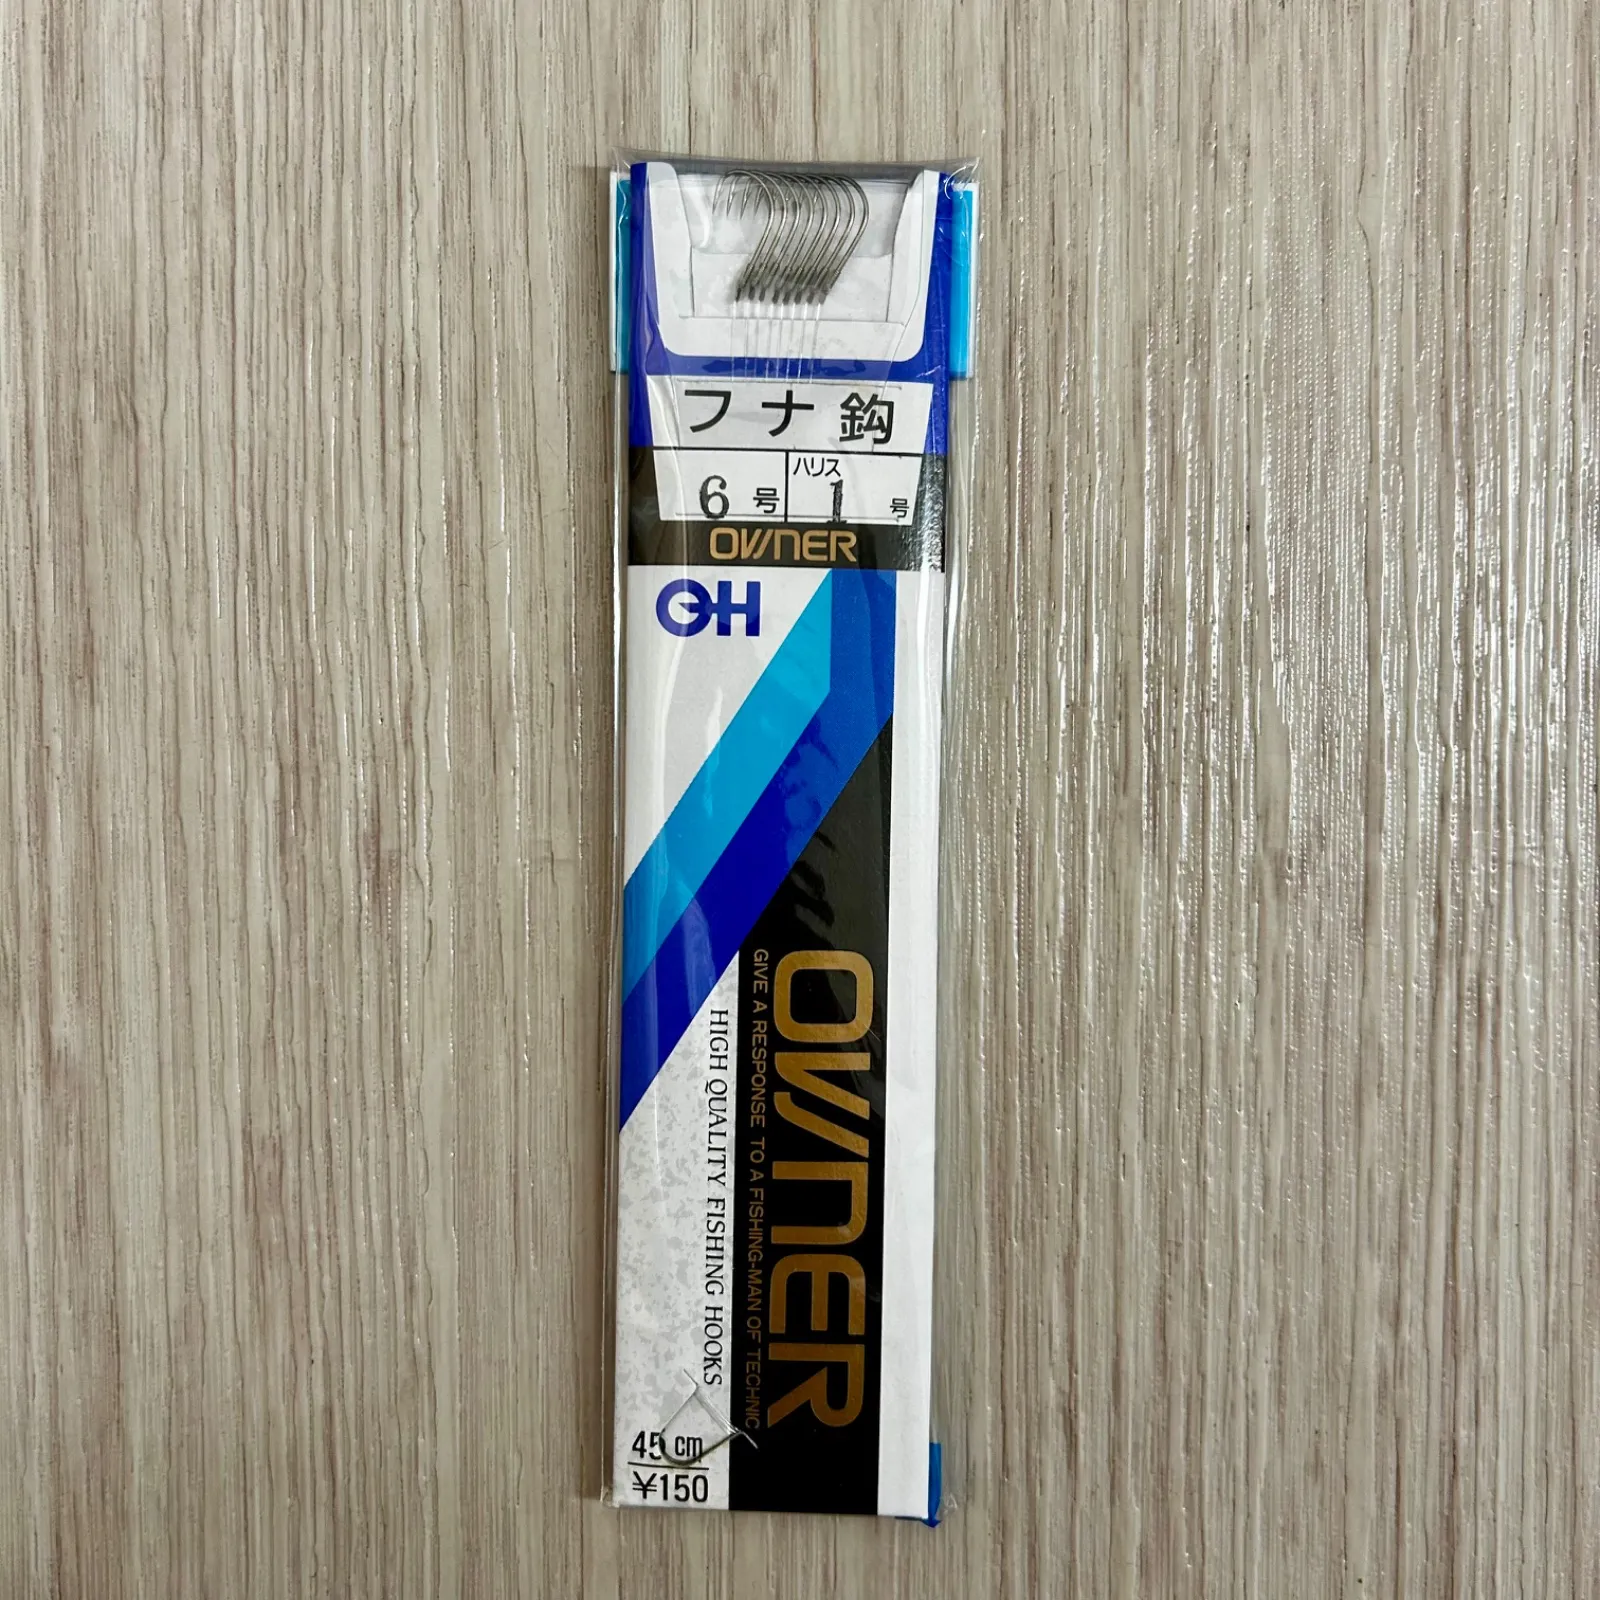 フナ鈎
6号 ハリス 1号
OWNER
OH
OWNER
GIVE A RESPONSE TO A FISHING-MAN OF TECHNIC
HIGH QUALITY FISHING HOOKS
45cm
¥150